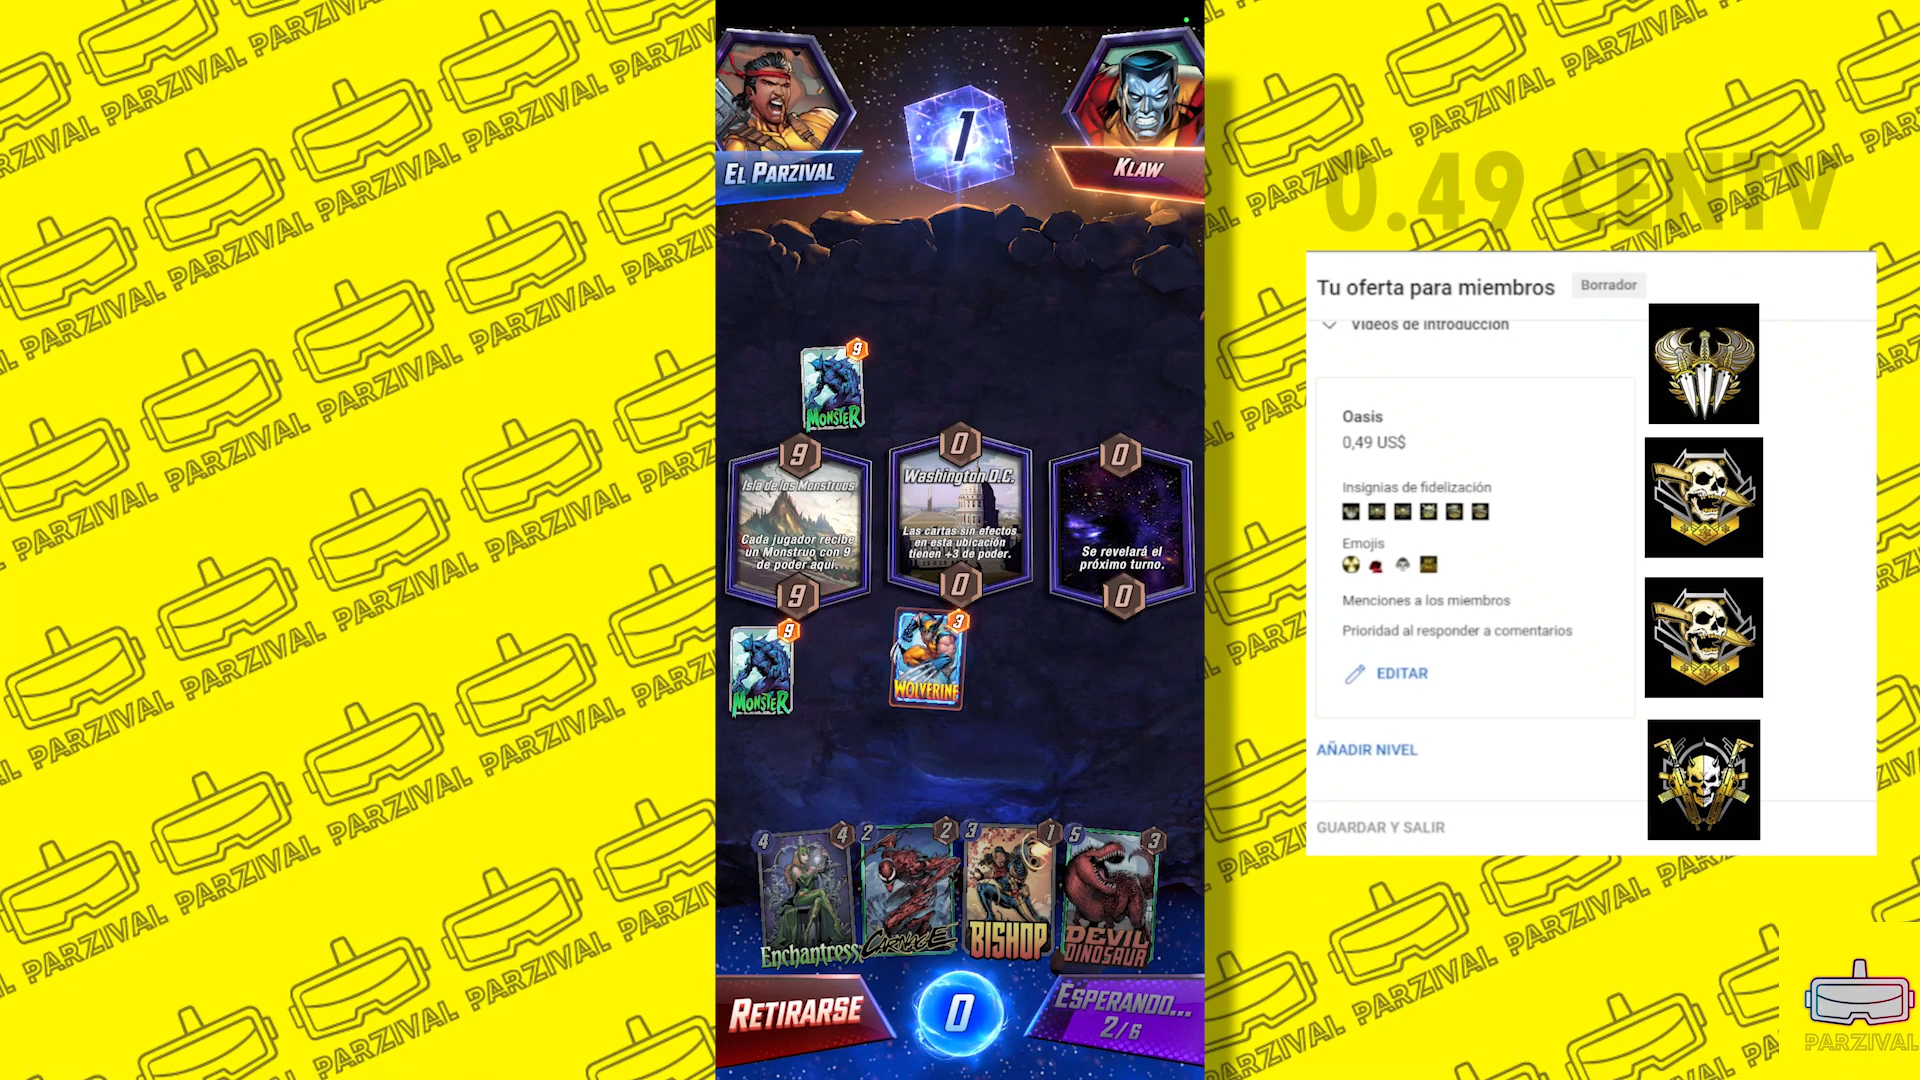 EL PARZIVAL
1
KLAW
9
MONSTER
9
Isla de los Monstruos
Cada jugador recibe
un Monstruo con 9
de poder aquí.
9
0
Washington D.C.
Las cartas sin efectos
en esta ubicación
tienen +3 de poder.
0
0
Se revelará el
próximo turno.
0
9
MONSTER
3
WOLVERINE
4
4
Enchantress
2
2
CARNAGE
3
1
BISHOP
5
3
DEVIL
DINOSAUR
RETIRARSE
0
ESPERANDO...
2/6
0.49 CENTV
Tu oferta para miembros
Borrador
Videos de introducción
Oasis
0,49 US$
Insignias de fidelización
Emojis
Menciones a los miembros
Prioridad al responder a comentarios
EDITAR
AÑADIR NIVEL
GUARDAR Y SALIR
PARZIVAL